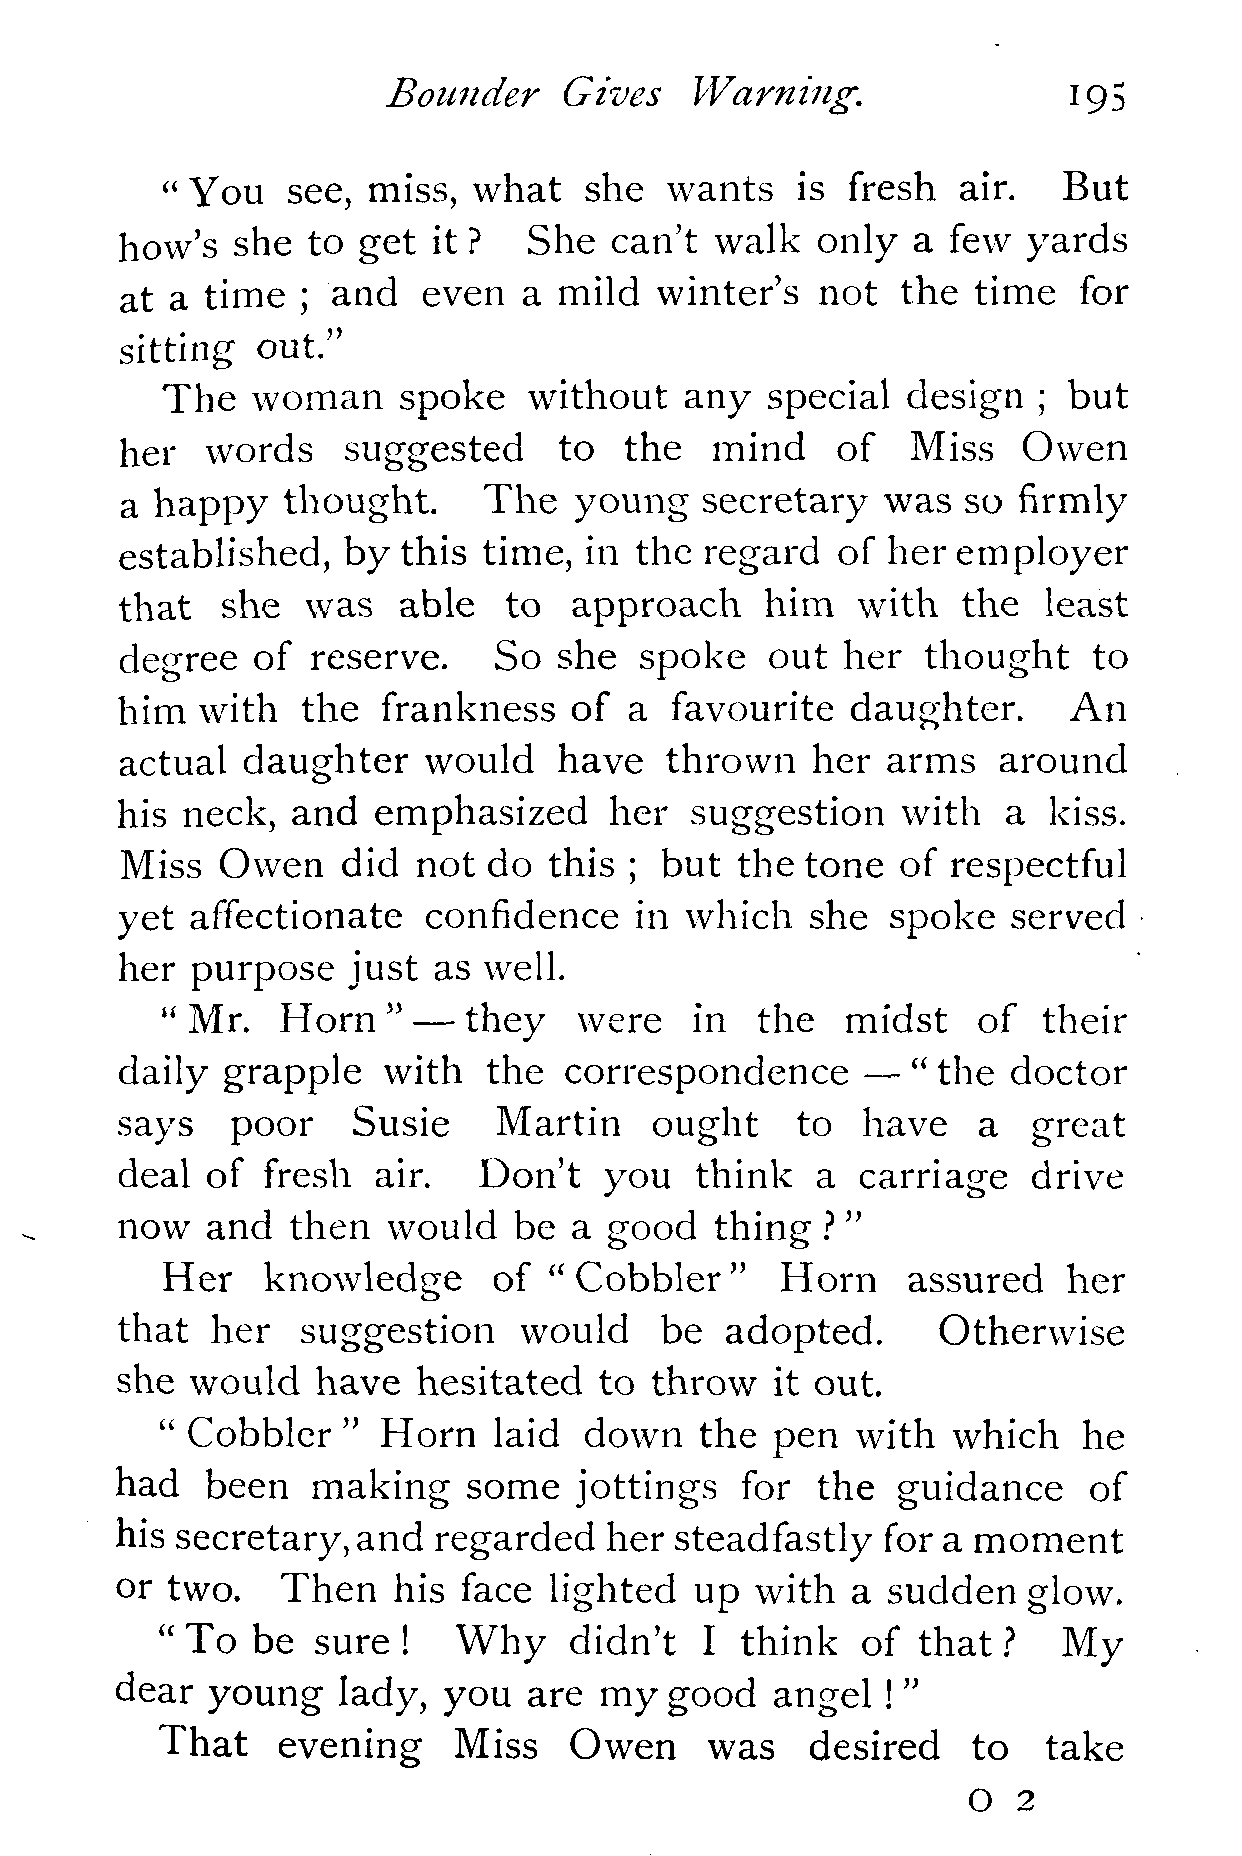 Bounder Gives Warning. 195
“ You see, miss, what she wants is fresh air. But
how’s she to get it ? She can’t walk only a few yards
at a time ; and even a mild winter’s not the time for
sitting out.”
The woman spoke without any special design ; but
her words suggested to the mind of Miss Owen
a happy thought. The young secretary was so firmly
established, by this time, in the regard of her employer
that she was able to approach him with the least
degree of reserve. So she spoke out her thought to
him with the frankness of a favourite daughter. An
actual daughter would have thrown her arms around
his neck, and emphasized her suggestion with a kiss.
Miss Owen did not do this ; but the tone of respectful
yet affectionate confidence in which she spoke served
her purpose just as well.
“ Mr. Horn ” — they were in the midst of their
daily grapple with the correspondence — “ the doctor
says poor Susie Martin ought to have a great
deal of fresh air. Don’t you think a carriage drive
now and then would be a good thing ? ”
Her knowledge of “ Cobbler ” Horn assured her
that her suggestion would be adopted. Otherwise
she would have hesitated to throw it out.
“ Cobbler ” Horn laid down the pen with which he
had been making some jottings for the guidance of
his secretary, and regarded her steadfastly for a moment
or two. Then his face lighted up with a sudden glow.
“ To be sure ! Why didn’t I think of that ? My
dear young lady, you are my good angel ! ”
That evening Miss Owen was desired to take
O 2